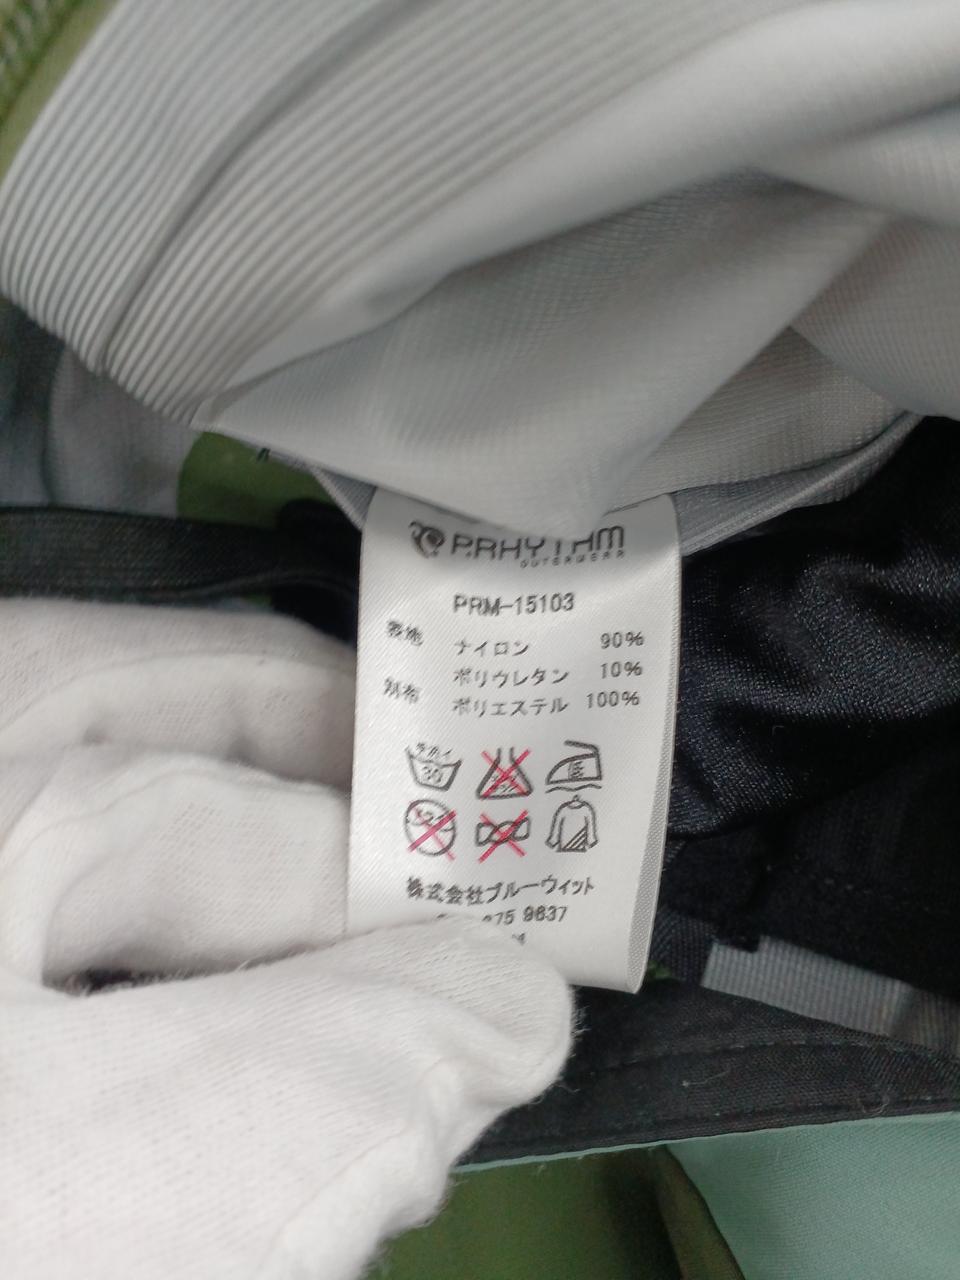 P.RHYTHM
OUTERWEAR
PRM-15103
表地 ナイロン 90%
ポリウレタン 10%
別布 ポリエステル 100%
30
株式会社ブルーウィット
975 9637